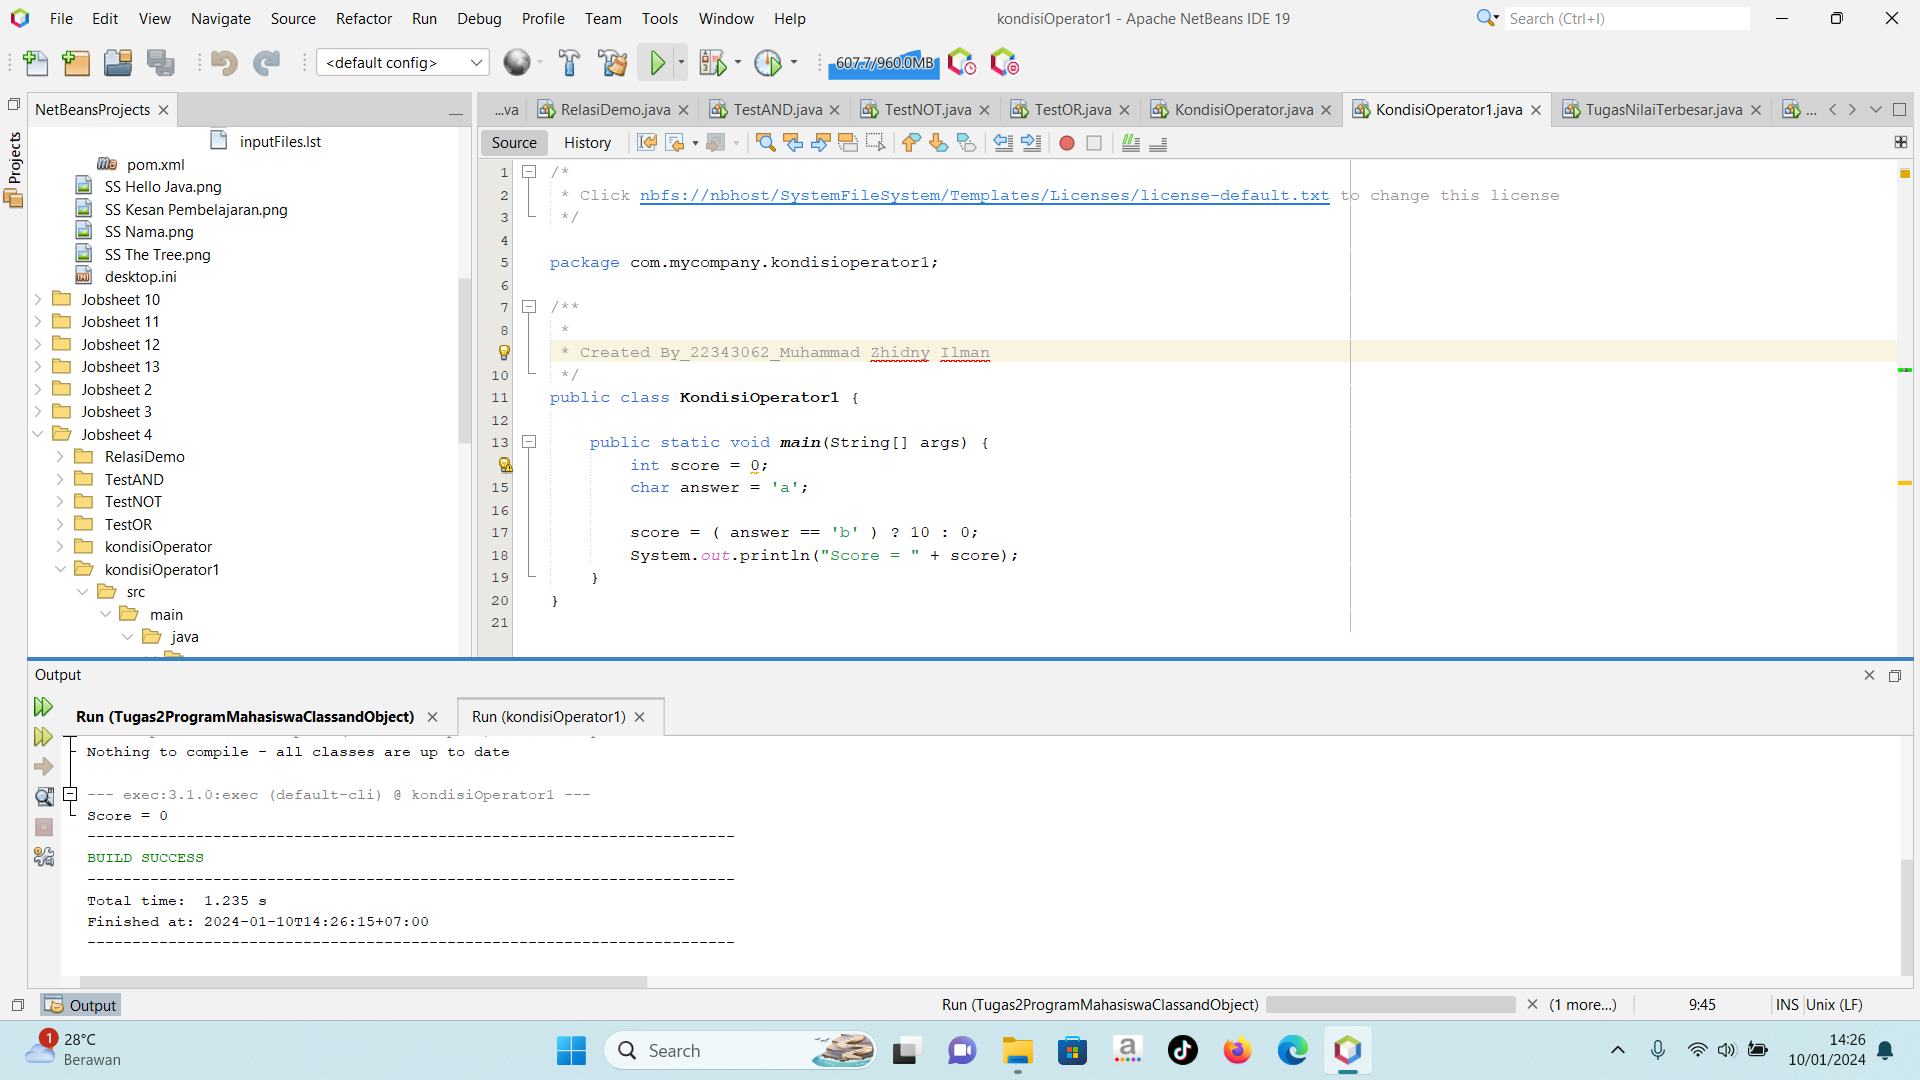 File Edit View Navigate Source Refactor Run Debug Profile Team Tools Window Help
kondisiOperator1 - Apache NetBeans IDE 19
Search (Ctrl+I)
<default config>
607.7/960.0MB
Projects
NetBeansProjects
inputFiles.lst
pom.xml
SS Hello Java.png
SS Kesan Pembelajaran.png
SS Nama.png
SS The Tree.png
desktop.ini
Jobsheet 10
Jobsheet 11
Jobsheet 12
Jobsheet 13
Jobsheet 2
Jobsheet 3
Jobsheet 4
RelasiDemo
TestAND
TestNOT
TestOR
kondisiOperator
kondisiOperator1
src
main
java
...va RelasiDemo.java TestAND.java TestNOT.java TestOR.java KondisiOperator.java KondisiOperator1.java TugasNilaiTerbesar.java ...
Source History
1 /*
2 * Click nbfs://nbhost/SystemFileSystem/Templates/Licenses/license-default.txt to change this license
3 */
4
5 package com.mycompany.kondisioperator1;
6
7 /**
8 *
* Created By_22343062_Muhammad Zhidny Ilman
10 */
11 public class KondisiOperator1 {
12
13 public static void main(String[] args) {
int score = 0;
15 char answer = 'a';
16
17 score = ( answer == 'b' ) ? 10 : 0;
18 System.out.println("Score = " + score);
19 }
20 }
21
Output
Run (Tugas2ProgramMahasiswaClassandObject) Run (kondisiOperator1)
Nothing to compile - all classes are up to date
--- exec:3.1.0:exec (default-cli) @ kondisiOperator1 ---
Score = 0
------------------------------------------------------------------------
BUILD SUCCESS
------------------------------------------------------------------------
Total time:  1.235 s
Finished at: 2024-01-10T14:26:15+07:00
------------------------------------------------------------------------
Output
Run (Tugas2ProgramMahasiswaClassandObject) (1 more...) 9:45 INS Unix (LF)
1
28°C
Berawan
Search
14:26
10/01/2024